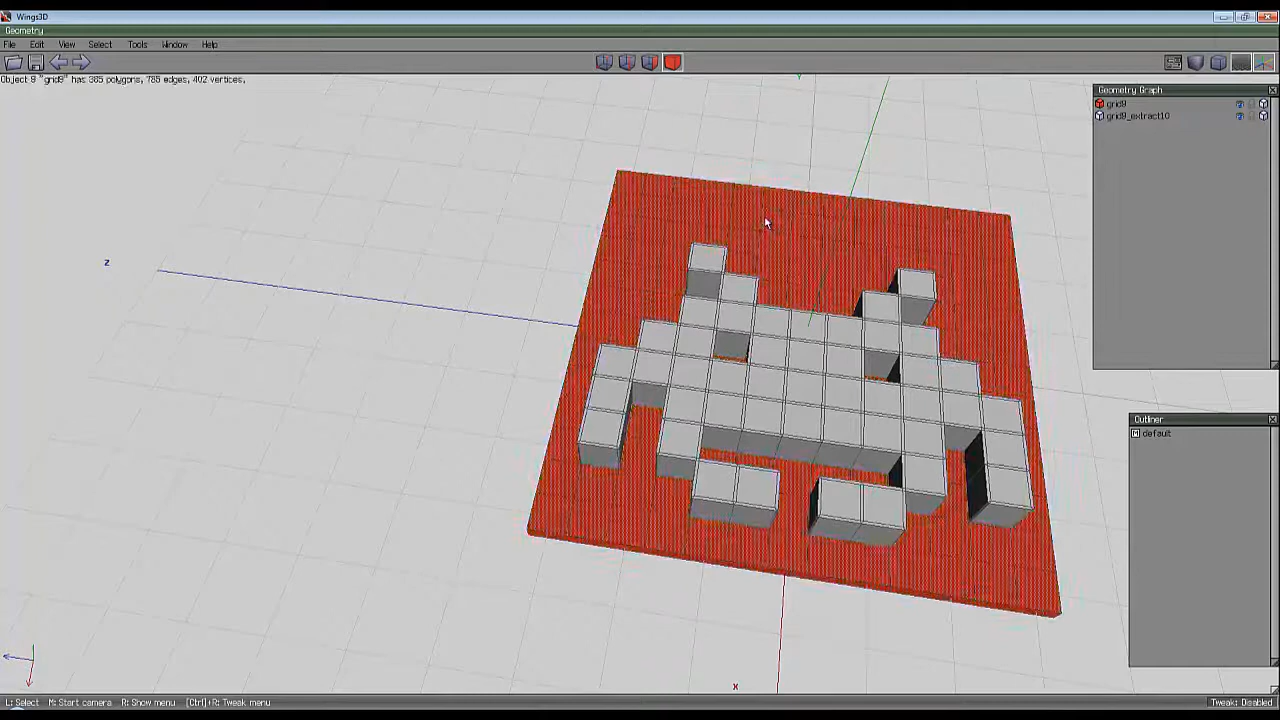 Wings3D
Geometry
File Edit View Select Tools Window Help
Object 9 "grid9" has 385 polygons, 785 edges, 402 vertices.
Geometry Graph
grid9
grid9_extract10
Outliner
M default
Y
Z
X
L: Select M: Start camera R: Show menu [Ctrl]+R: Tweak menu
Tweak: Disabled